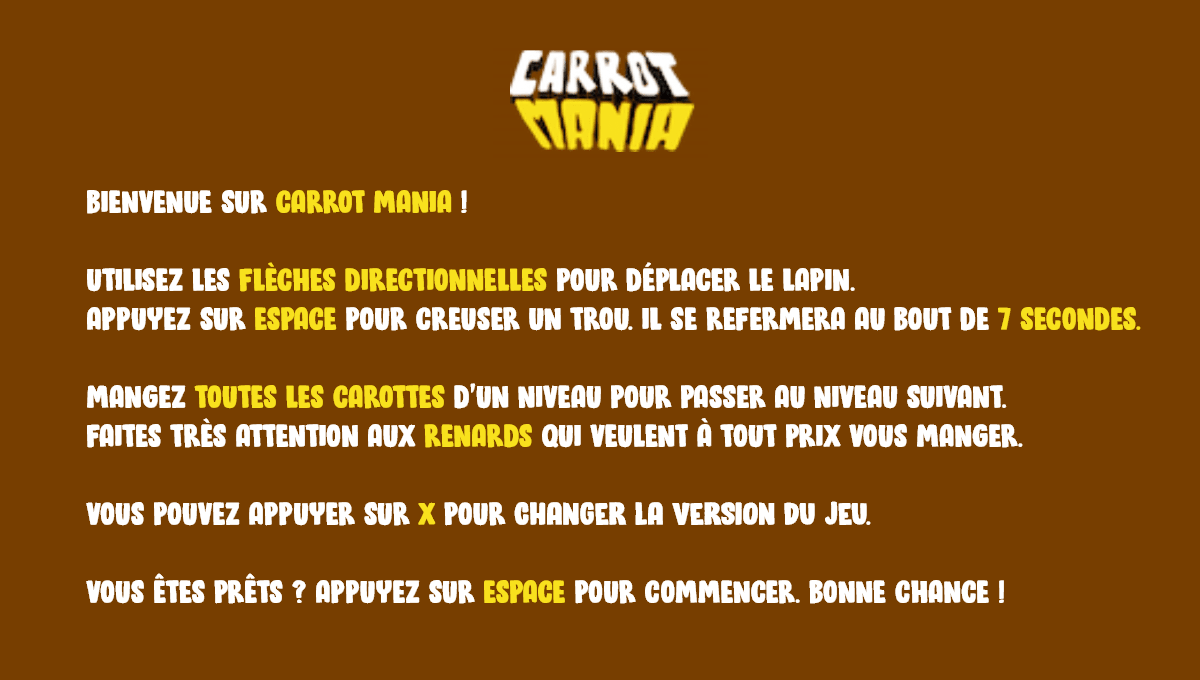 CARROT
MANIA
BIENVENUE SUR CARROT MANIA !
UTILISEZ LES FLÈCHES DIRECTIONNELLES POUR DÉPLACER LE LAPIN.
APPUYEZ SUR ESPACE POUR CREUSER UN TROU. IL SE REFERMERA AU BOUT DE 7 SECONDES.
MANGEZ TOUTES LES CAROTTES D'UN NIVEAU POUR PASSER AU NIVEAU SUIVANT.
FAITES TRÈS ATTENTION AUX RENARDS QUI VEULENT À TOUT PRIX VOUS MANGER.
VOUS POUVEZ APPUYER SUR X POUR CHANGER LA VERSION DU JEU.
VOUS ÊTES PRÊTS ? APPUYEZ SUR ESPACE POUR COMMENCER. BONNE CHANCE !